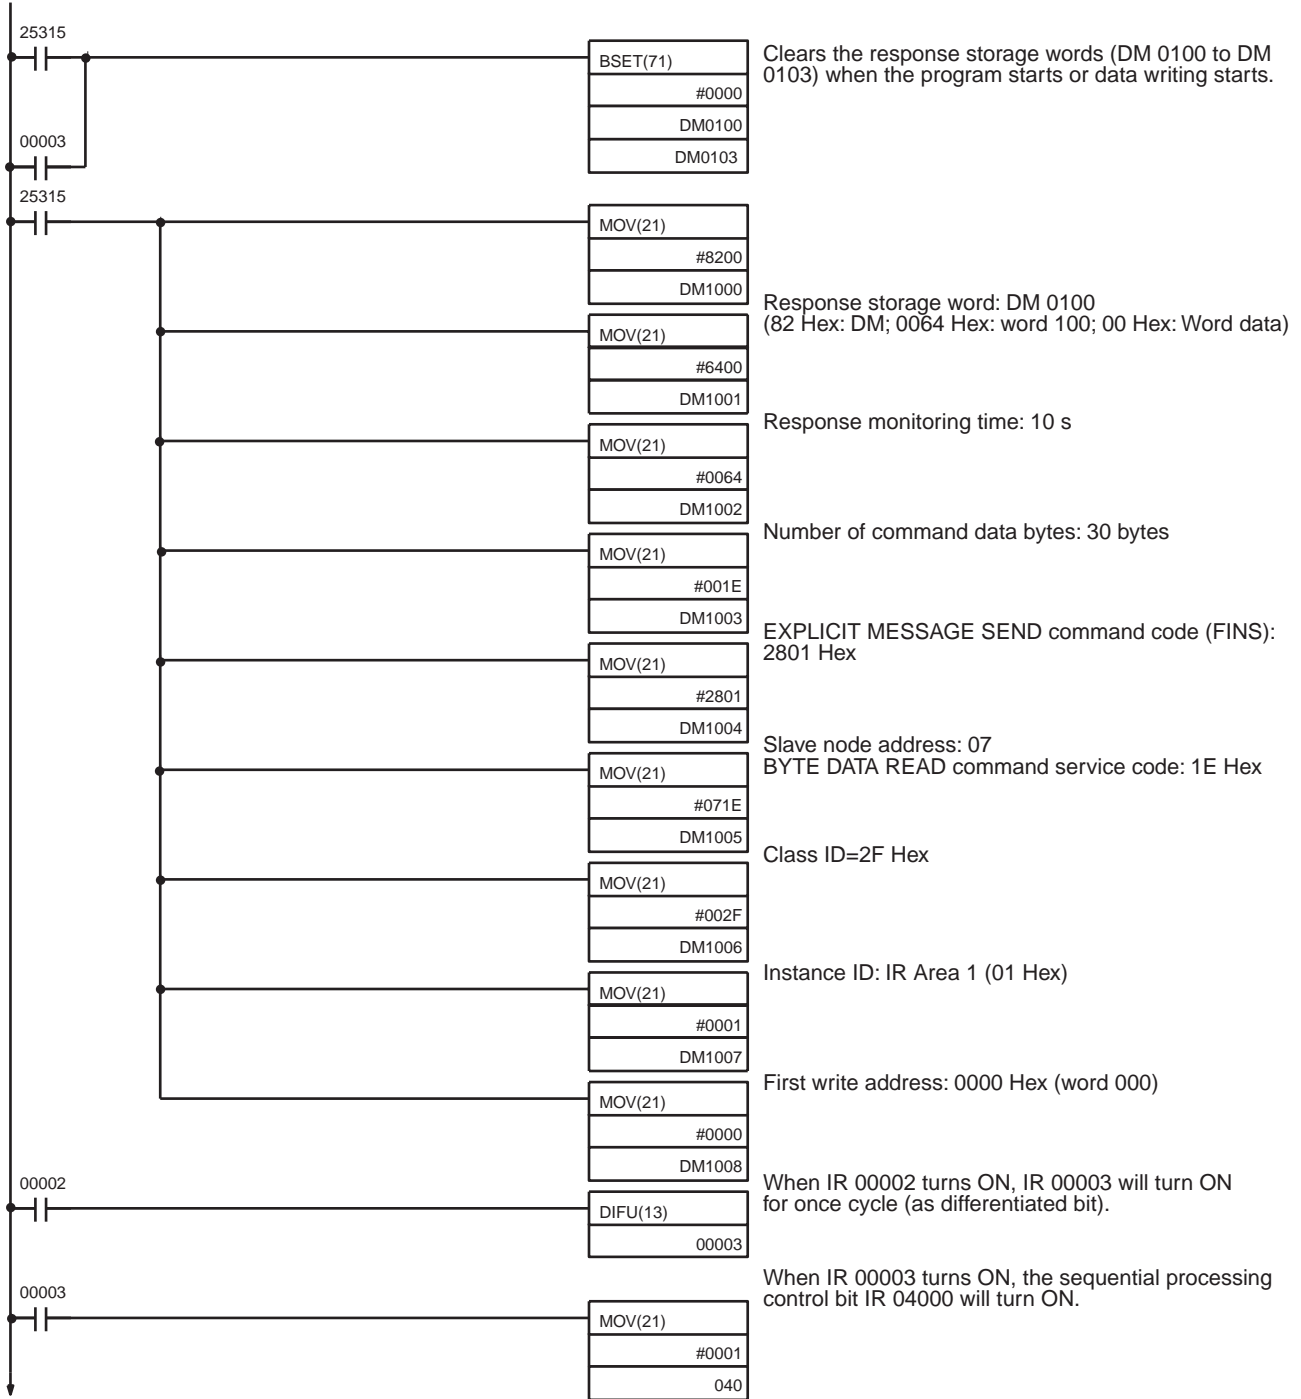 25315
BSET(71)
#0000
DM0100
DM0103
Clears the response storage words (DM 0100 to DM
0103) when the program starts or data writing starts.
00003
25315
MOV(21)
#8200
DM1000
Response storage word: DM 0100
(82 Hex: DM; 0064 Hex: word 100; 00 Hex: Word data)
MOV(21)
#6400
DM1001
Response monitoring time: 10 s
MOV(21)
#0064
DM1002
Number of command data bytes: 30 bytes
MOV(21)
#001E
DM1003
EXPLICIT MESSAGE SEND command code (FINS):
2801 Hex
MOV(21)
#2801
DM1004
Slave node address: 07
BYTE DATA READ command service code: 1E Hex
MOV(21)
#071E
DM1005
Class ID=2F Hex
MOV(21)
#002F
DM1006
Instance ID: IR Area 1 (01 Hex)
MOV(21)
#0001
DM1007
First write address: 0000 Hex (word 000)
MOV(21)
#0000
DM1008
00002
When IR 00002 turns ON, IR 00003 will turn ON
for once cycle (as differentiated bit).
DIFU(13)
00003
00003
When IR 00003 turns ON, the sequential processing
control bit IR 04000 will turn ON.
MOV(21)
#0001
040